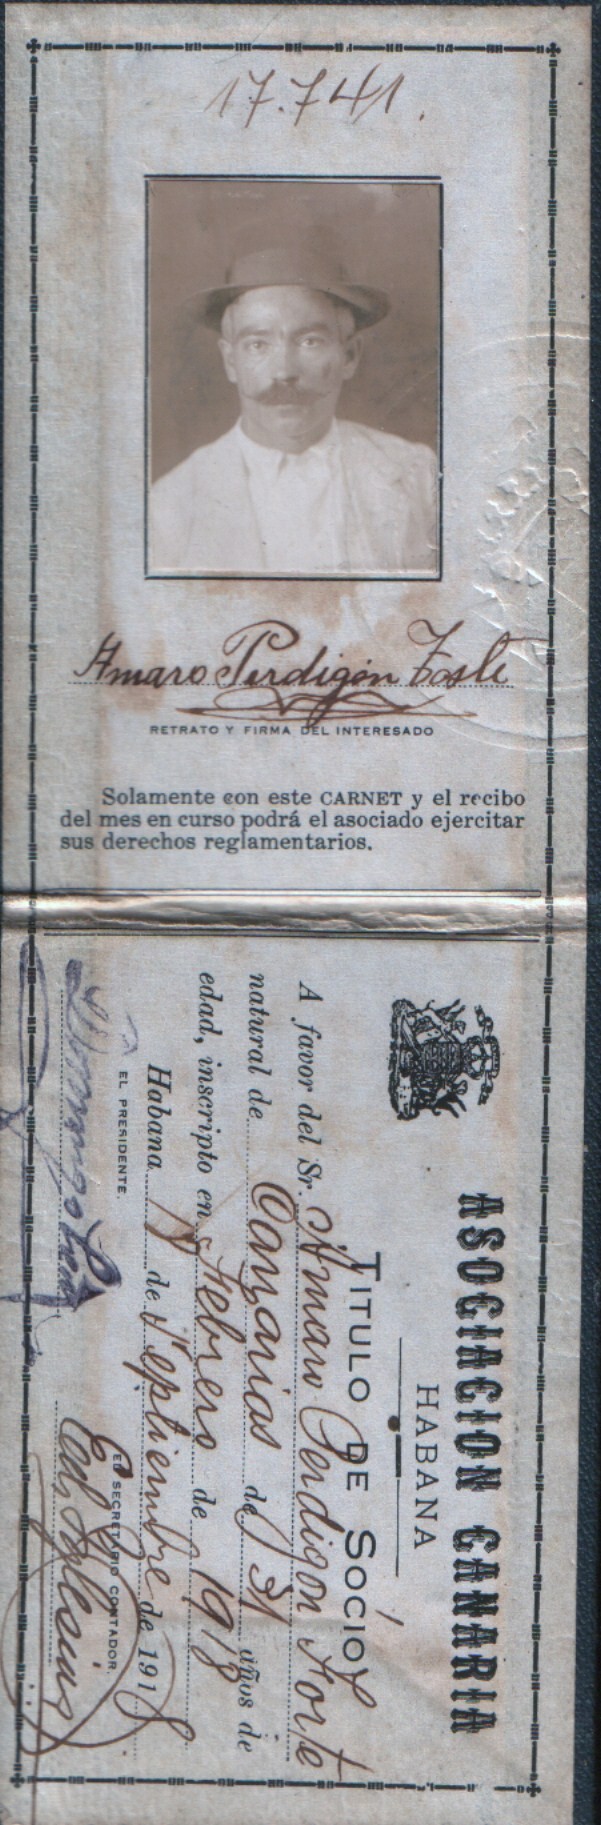 17.741.
Amaro Perdigón
RETRATO Y FIRMA DEL INTERESADO
Solamente con este CARNET y el recibo
del mes en curso podrá el asociado ejercitar
sus derechos reglamentarios.
ASOCIACION CANARIA
HABANA
TITULO DE SOCIO
A favor del Sr. Amaro Perdigon
natural de Canarias de 31 años de
edad, inscripto en Febrero de 1918
Habana de Septiembre de 1918
EL PRESIDENTE.
EL SECRETARIO CONTADOR.